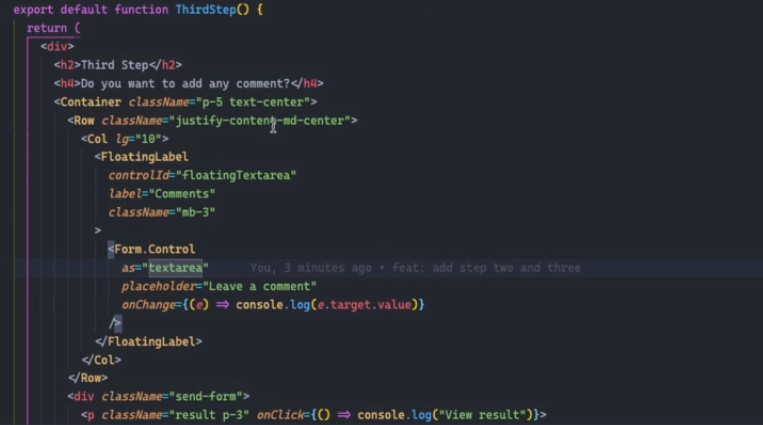 export default function ThirdStep() {
return (
<div>
<h2>Third Step</h2>
<h4>Do you want to add any comment?</h4>
<Container className="p-5 text-center">
<Row className="justify-content-md-center">
<Col lg="10">
<FloatingLabel
controlId="floatingTextarea"
label="Comments"
className="mb-3"
>
<Form.Control
as="textarea" You, 3 minutes ago • feat: add step two and three
placeholder="Leave a comment"
onChange={(e) => console.log(e.target.value)}
/>
</FloatingLabel>
</Col>
</Row>
<div className="send-form">
<p className="result p-3" onClick={() => console.log("View result")}>